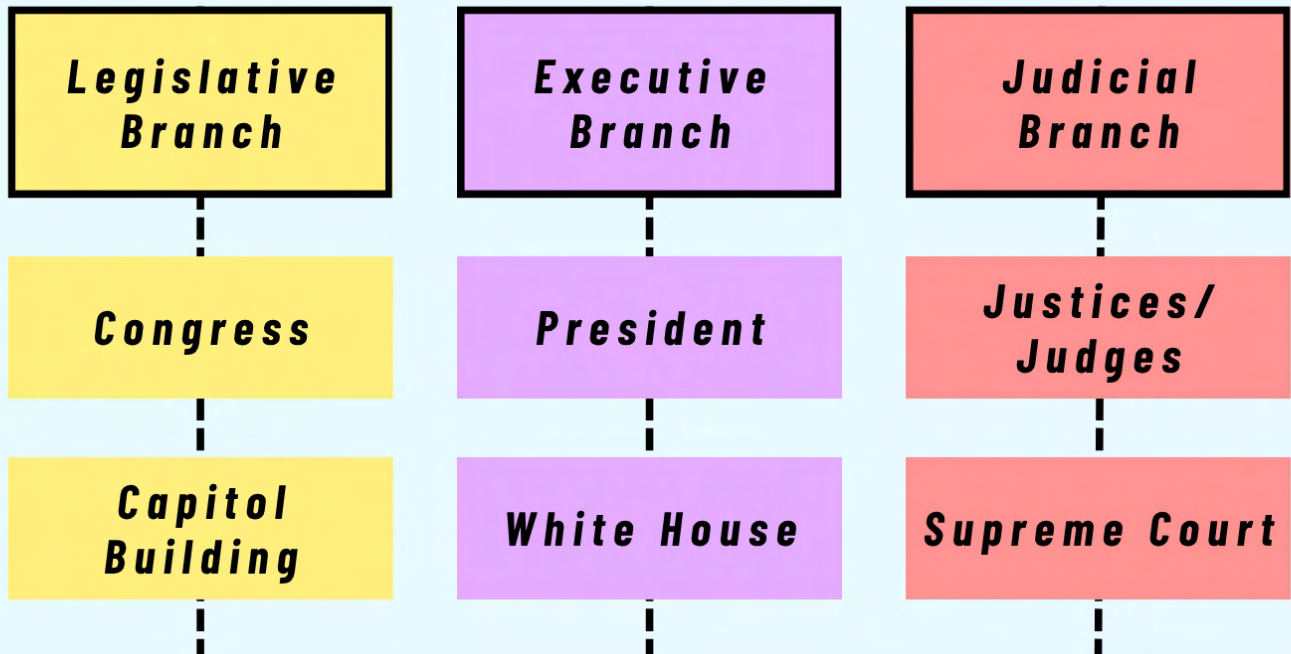 Legislative
Branch
Executive
Branch
Judicial
Branch
Congress
President
Justices/
Judges
Capitol
Building
White House
Supreme Court